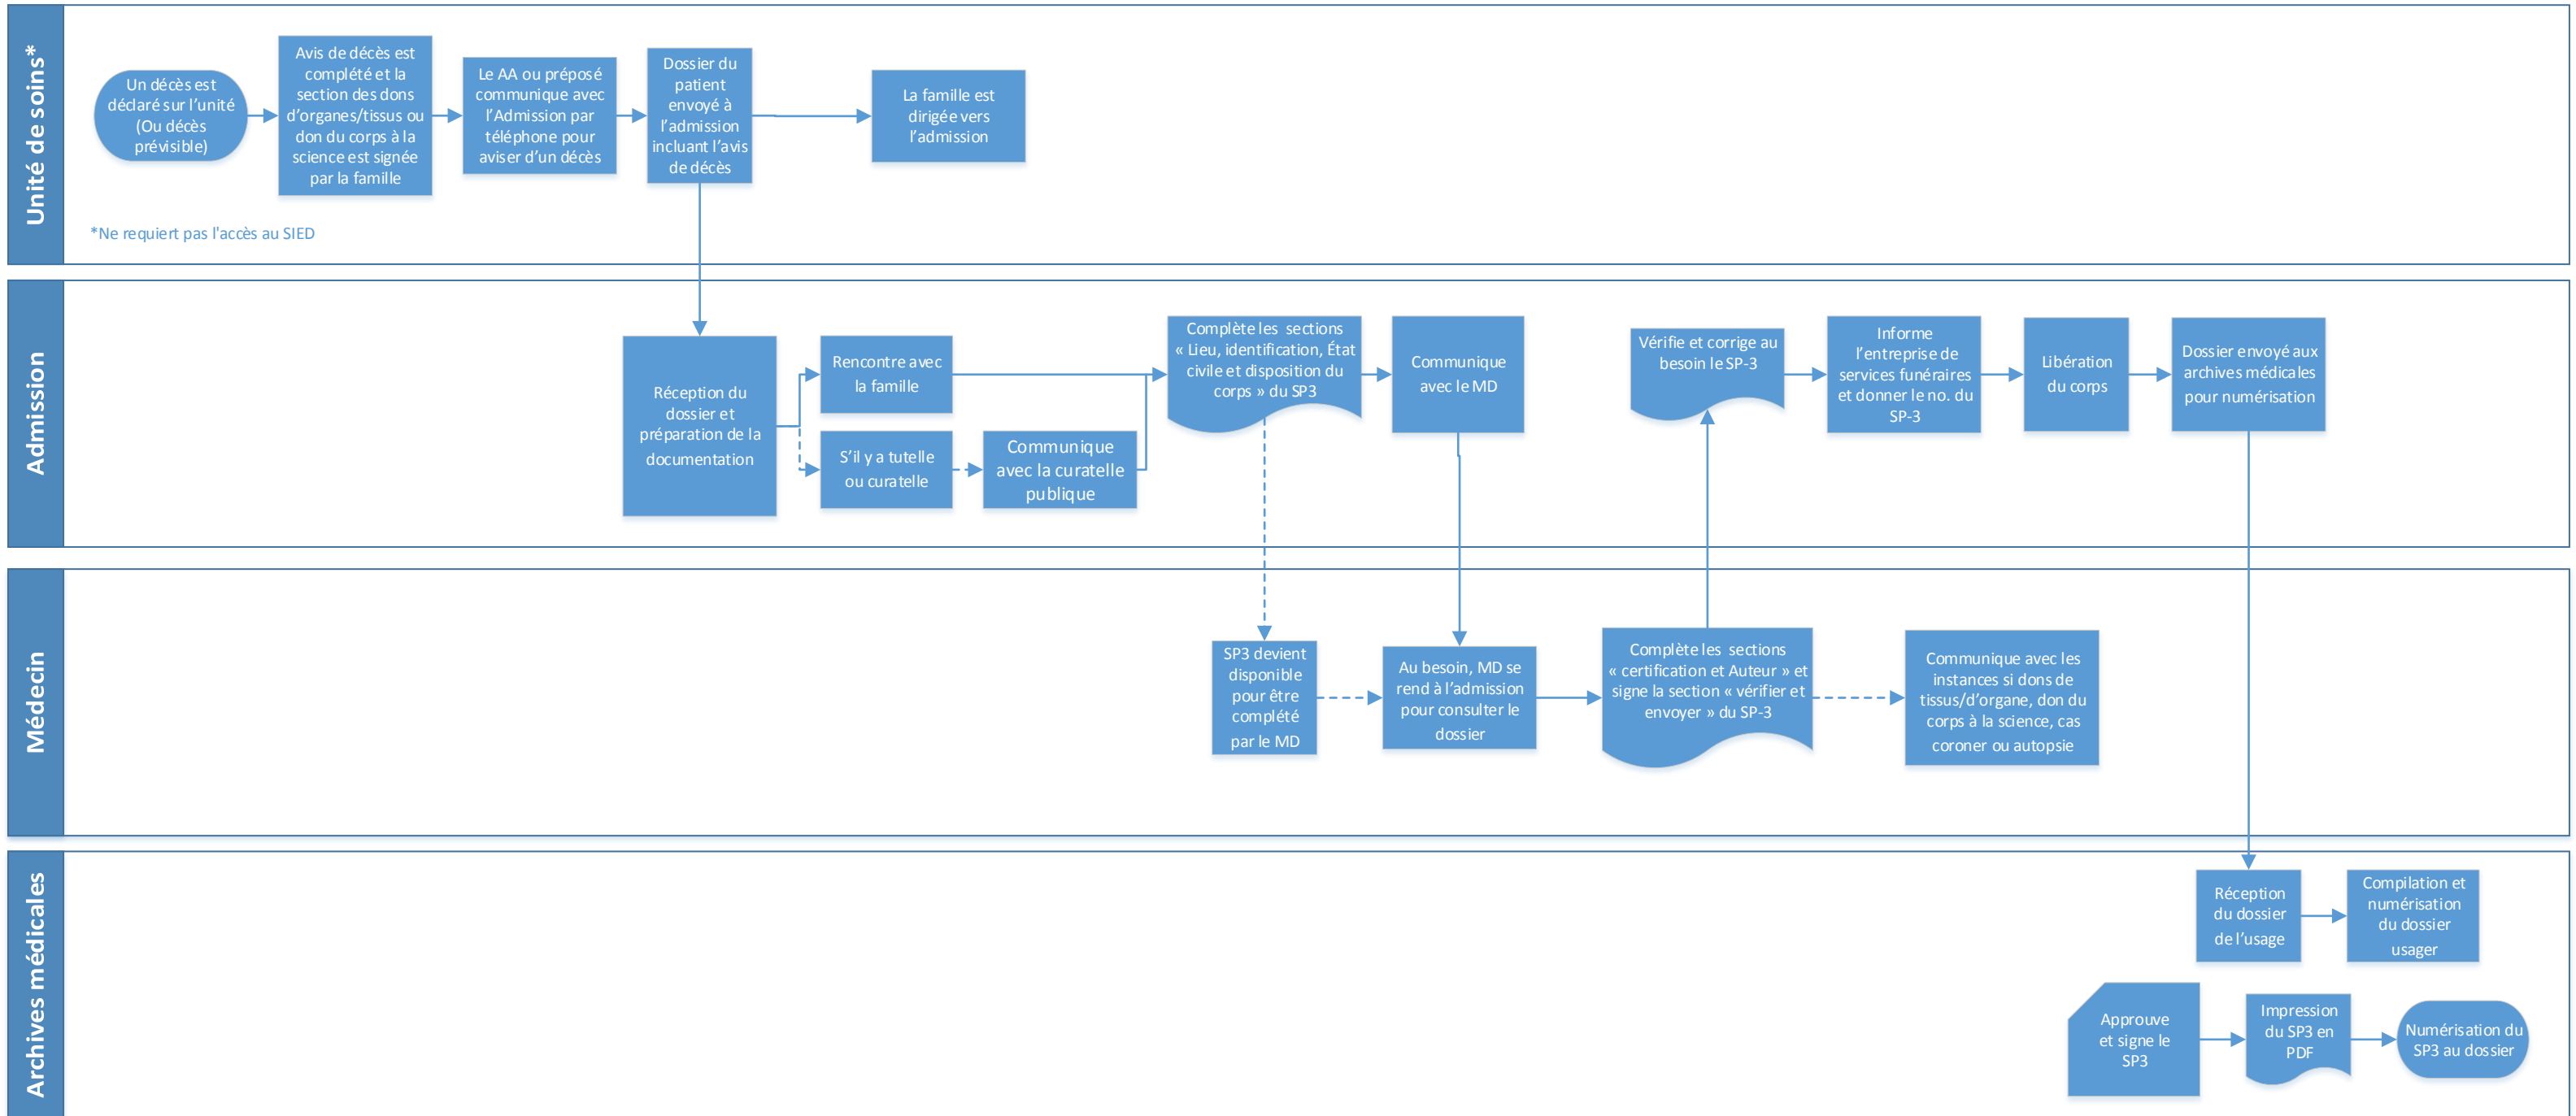 Unité de soins*
Un décès est
déclaré sur l'unité
(Ou décès
prévisible)
Avis de décès est
complété et la
section des dons
d'organes/tissus ou
don du corps à la
science est signée
par la famille
Le AA ou préposé
communique avec
l'Admission par
téléphone pour
aviser d'un décès
Dossier du
patient
envoyé à
l'admission
incluant l'avis
de décès
La famille est
dirigée vers
l'admission
*Ne requiert pas l'accès au SIED
Admission
Réception du
dossier et
préparation de la
documentation
Rencontre avec
la famille
S'il y a tutelle
ou curatelle
Communique
avec la curatelle
publique
Complète les sections
« Lieu, identification, État
civile et disposition du
corps » du SP3
Communique
avec le MD
Vérifie et corrige au
besoin le SP-3
Informe
l'entreprise de
services funéraires
et donner le no. du
SP-3
Libération
du corps
Dossier envoyé aux
archives médicales
pour numérisation
Médecin
SP3 devient
disponible
pour être
complété
par le MD
Au besoin, MD se
rend à l'admission
pour consulter le
dossier
Complète les sections
« certification et Auteur » et
signe la section « vérifier et
envoyer » du SP-3
Communique avec les
instances si dons de
tissus/d'organe, don du
corps à la science, cas
coroner ou autopsie
Archives médicales
Réception
du dossier
de l'usage
Compilation et
numérisation
du dossier
usager
Approuve
et signe le
SP3
Impression
du SP3 en
PDF
Numérisation du
SP3 au dossier